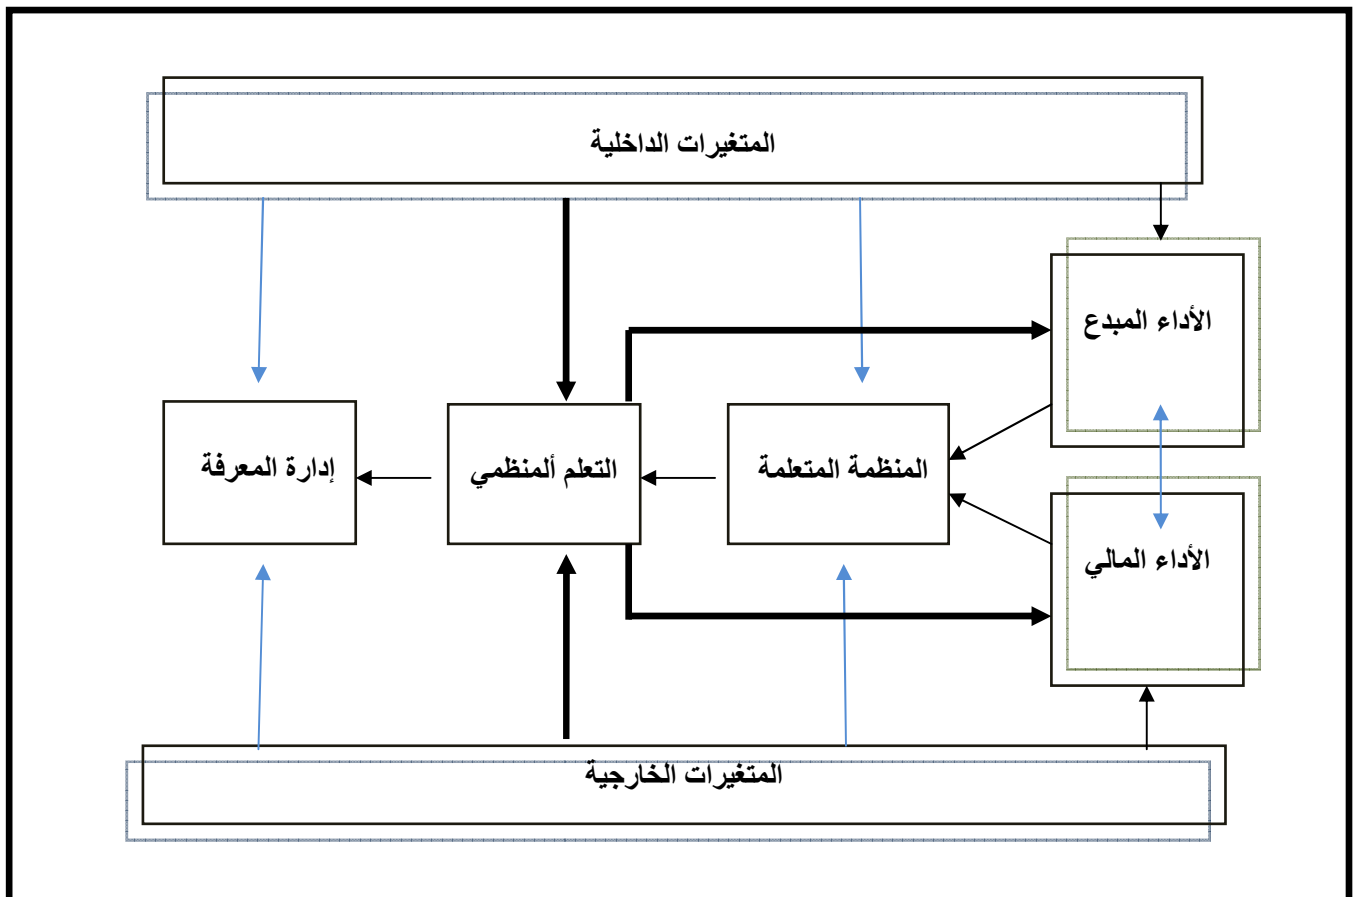 المتغيرات الداخلية
الأداء المبدع
المنظمة المتعلمة
التعلم ألمنظمي
إدارة المعرفة
الأداء المالي
المتغيرات الخارجية